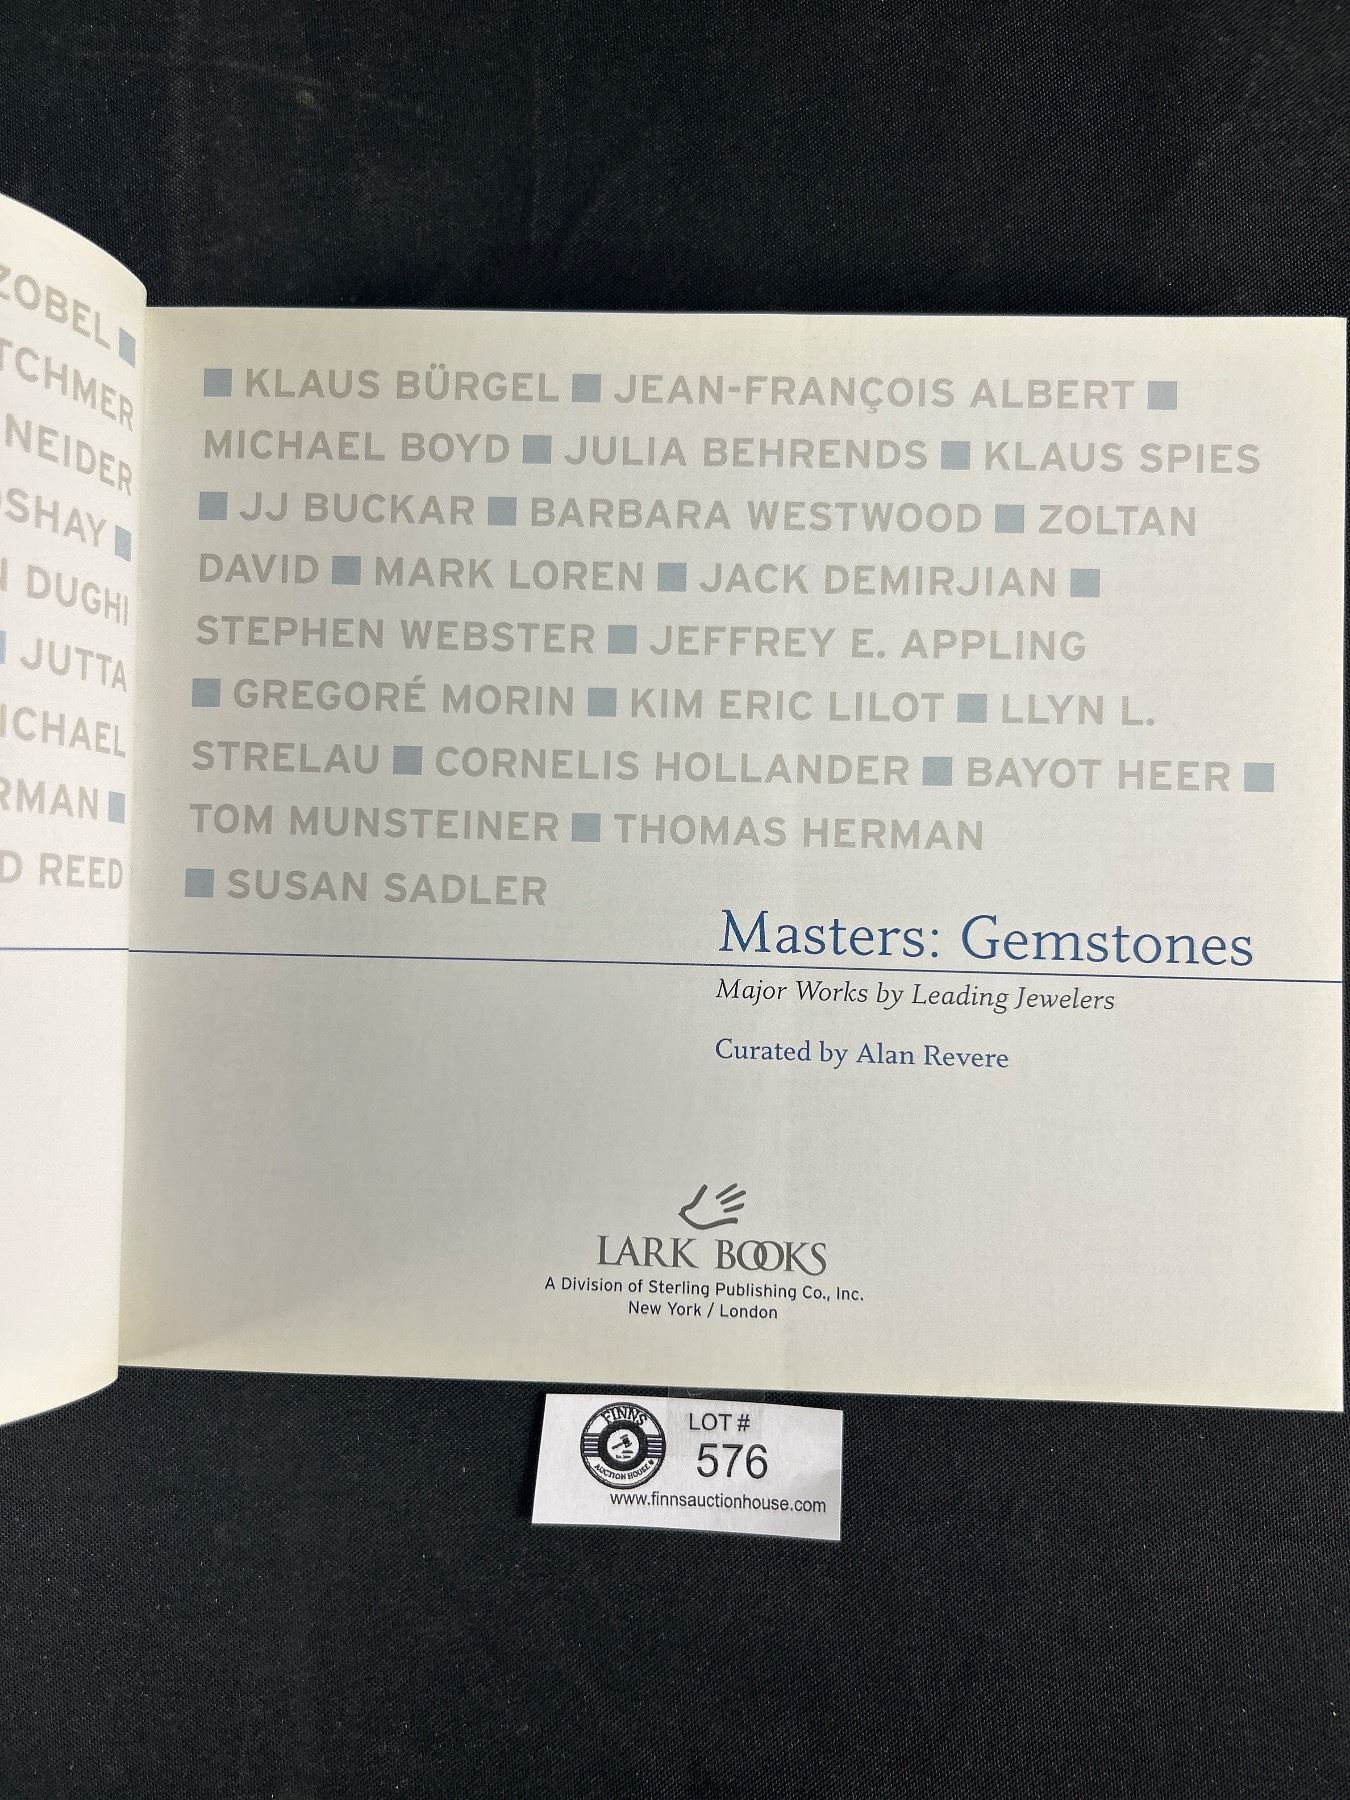 ZOBEL ■
TCHMER
NEIDER
SHAY ■
DUGHI
■ JUTTA
ICHAEL
RMAN ■
D REED
■ KLAUS BÜRGEL ■ JEAN-FRANÇOIS ALBERT ■
MICHAEL BOYD ■ JULIA BEHRENDS ■ KLAUS SPIES
■ JJ BUCKAR ■ BARBARA WESTWOOD ■ ZOLTAN
DAVID ■ MARK LOREN ■ JACK DEMIRJIAN ■
STEPHEN WEBSTER ■ JEFFREY E. APPLING
■ GREGORÉ MORIN ■ KIM ERIC LILOT ■ LLYN L.
STRELAU ■ CORNELIS HOLLANDER ■ BAYOT HEER ■
TOM MUNSTEINER ■ THOMAS HERMAN
■ SUSAN SADLER
Masters: Gemstones
Major Works by Leading Jewelers
Curated by Alan Revere
LARK BOOKS
A Division of Sterling Publishing Co., Inc.
New York / London
FINNS
AUCTION HOUSE
LOT #
576
www.finnsauctionhouse.com